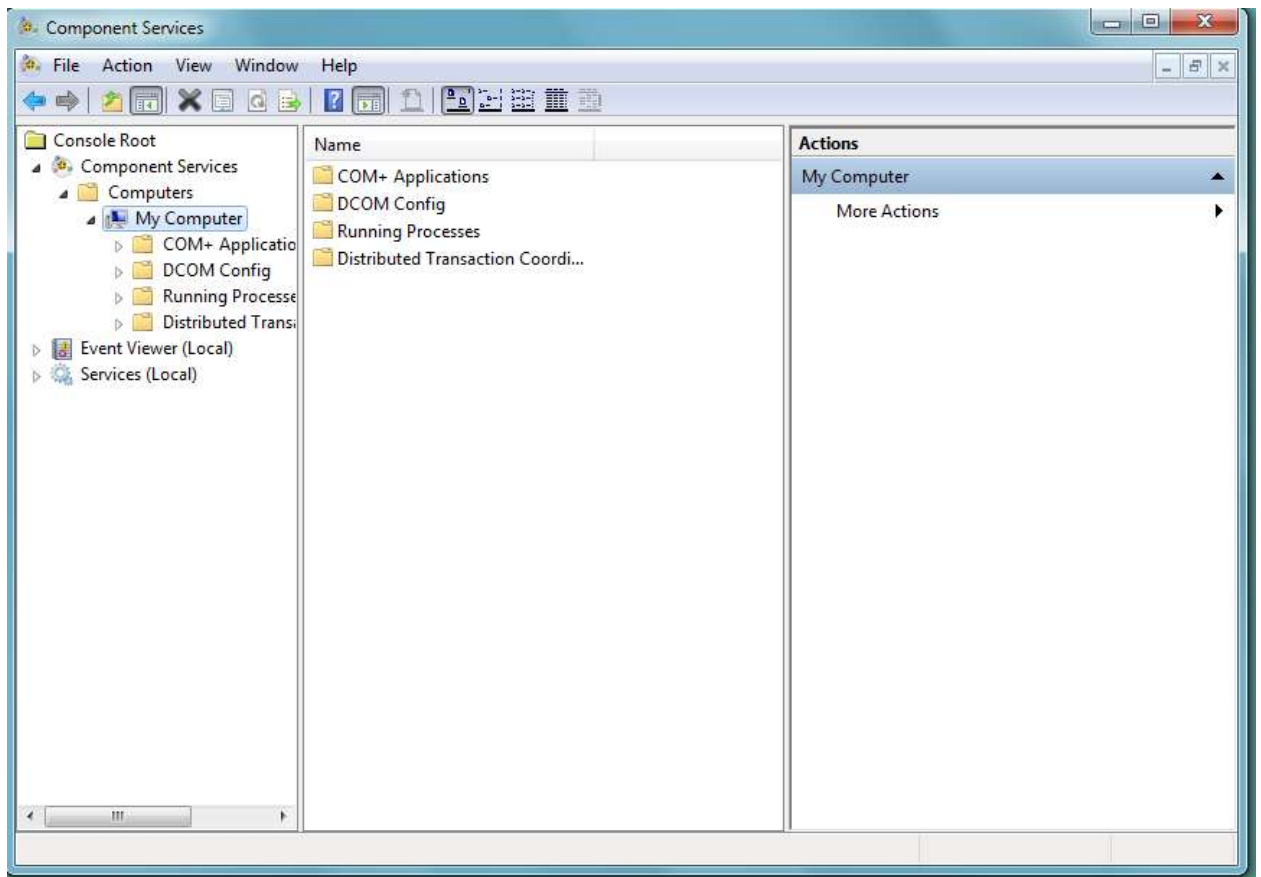 Component Services
File Action View Window Help
Console Root
Component Services
Computers
My Computer
COM+ Applicatio
DCOM Config
Running Processe
Distributed Trans
Event Viewer (Local)
Services (Local)
Name
COM+ Applications
DCOM Config
Running Processes
Distributed Transaction Coordi...
Actions
My Computer
More Actions